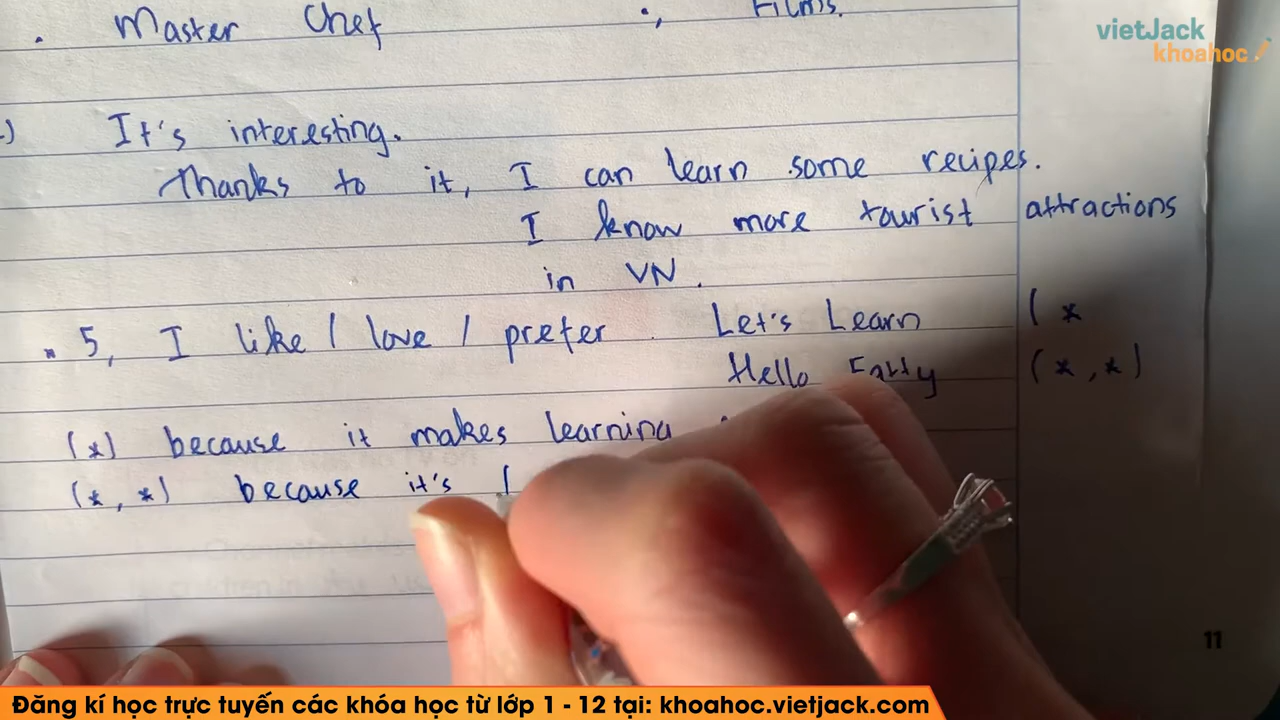 . Master Chef ., Films.
vietJack
khoahoc
) It's interesting.
Thanks to it, I can learn some recipes.
I know more tourist attractions
in VN.
. 5, I like / love / prefer . Let's Learn ( *
Hello Fatty (*,*)
(*) because it makes learning
(*,*) because it's
11
Đăng kí học trực tuyến các khóa học từ lớp 1 - 12 tại: khoahoc.vietjack.com